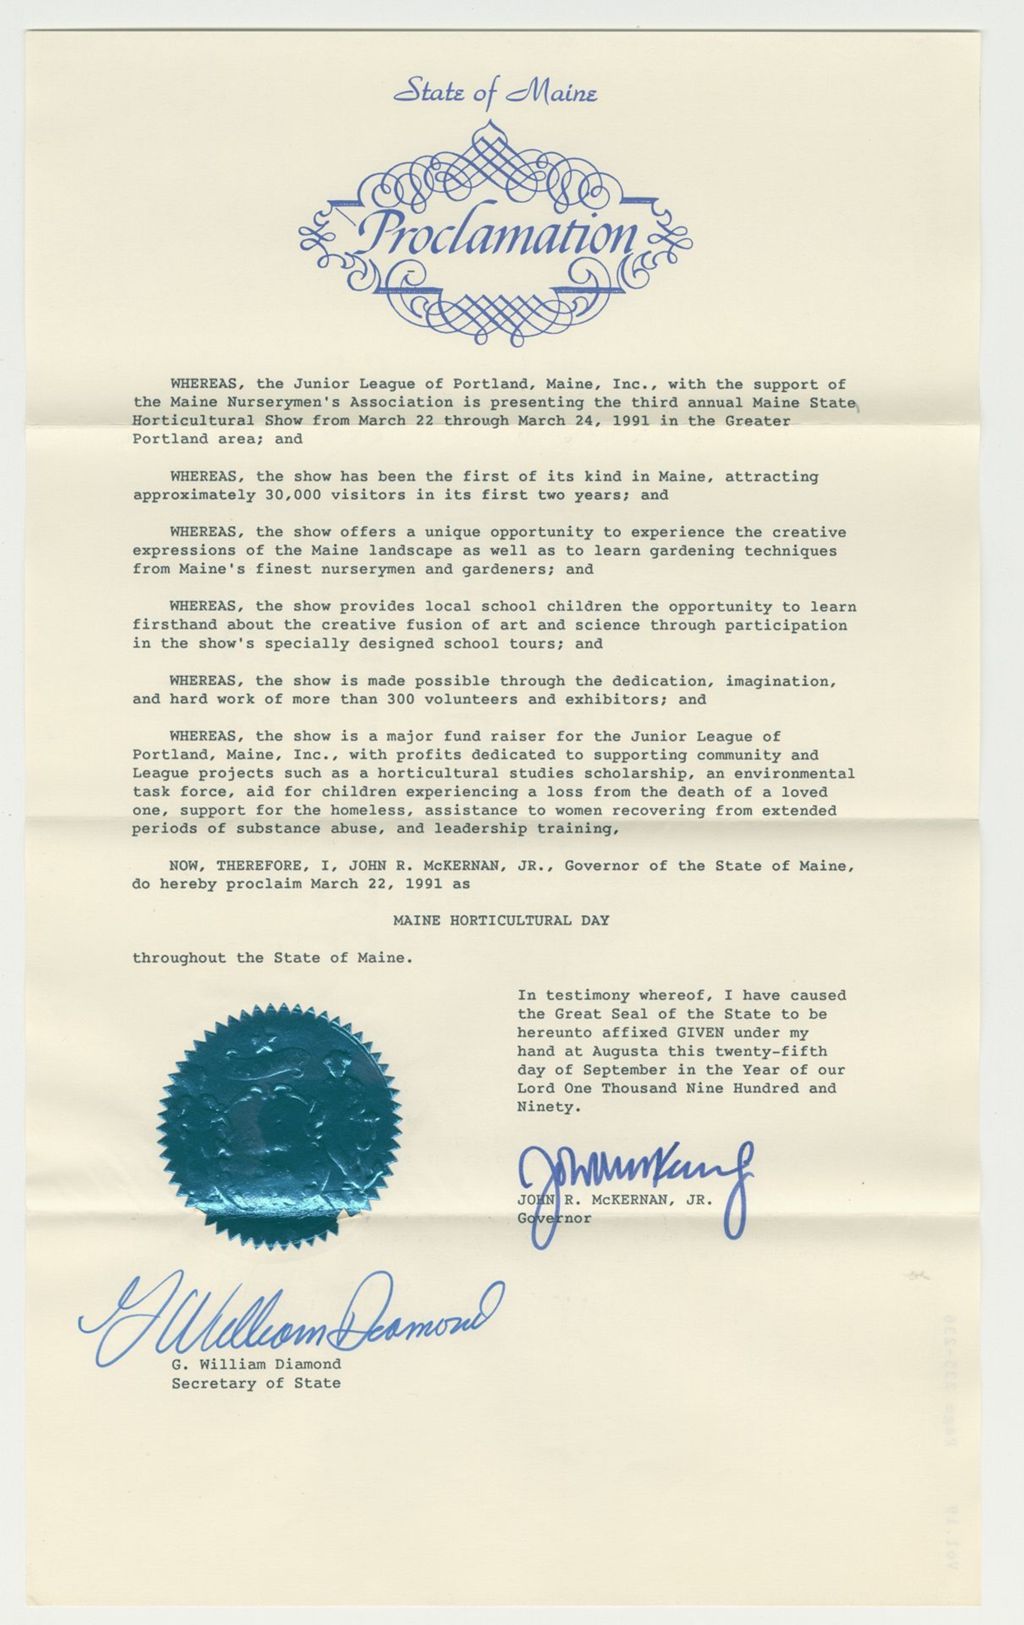 State of Maine
Proclamation
WHEREAS, the Junior League of Portland, Maine, Inc., with the support of
the Maine Nurserymen's Association is presenting the third annual Maine State
Horticultural Show from March 22 through March 24, 1991 in the Greater
Portland area; and
WHEREAS, the show has been the first of its kind in Maine, attracting
approximately 30,000 visitors in its first two years; and
WHEREAS, the show offers a unique opportunity to experience the creative
expressions of the Maine landscape as well as to learn gardening techniques
from Maine's finest nurserymen and gardeners; and
WHEREAS, the show provides local school children the opportunity to learn
firsthand about the creative fusion of art and science through participation
in the show's specially designed school tours; and
WHEREAS, the show is made possible through the dedication, imagination,
and hard work of more than 300 volunteers and exhibitors; and
WHEREAS, the show is a major fund raiser for the Junior League of
Portland, Maine, Inc., with profits dedicated to supporting community and
League projects such as a horticultural studies scholarship, an environmental
task force, aid for children experiencing a loss from the death of a loved
one, support for the homeless, assistance to women recovering from extended
periods of substance abuse, and leadership training,
NOW, THEREFORE, I, JOHN R. McKERNAN, JR., Governor of the State of Maine,
do hereby proclaim March 22, 1991 as
MAINE HORTICULTURAL DAY
throughout the State of Maine.
In testimony whereof, I have caused
the Great Seal of the State to be
hereunto affixed GIVEN under my
hand at Augusta this twenty-fifth
day of September in the Year of our
Lord One Thousand Nine Hundred and
Ninety.
JOHN R. McKERNAN, JR.
Governor
G William Diamond
G. William Diamond
Secretary of State